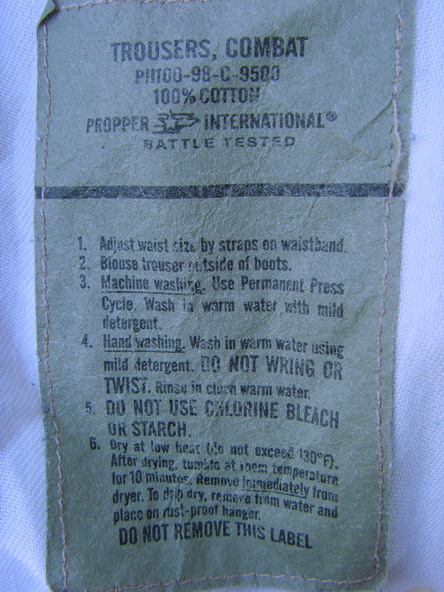 TROUSERS, COMBAT
PI1100-98-C-9500
100% COTTON
PROPPER INTERNATIONAL®
BATTLE TESTED
1. Adjust waist size by straps on waistband.
2. Blouse trouser outside of boots.
3. Machine washing. Use Permanent Press
Cycle. Wash in warm water with mild
detergent.
4. Hand washing. Wash in warm water using
mild detergent. DO NOT WRING OR
TWIST. Rinse in clean warm water.
5. DO NOT USE CHLORINE BLEACH
OR STARCH.
6. Dry at low heat (do not exceed 130°F).
After drying, tumble at room temperature
for 10 minutes. Remove immediately from
dryer. To drip dry, remove from water and
place on rust-proof hanger.
DO NOT REMOVE THIS LABEL